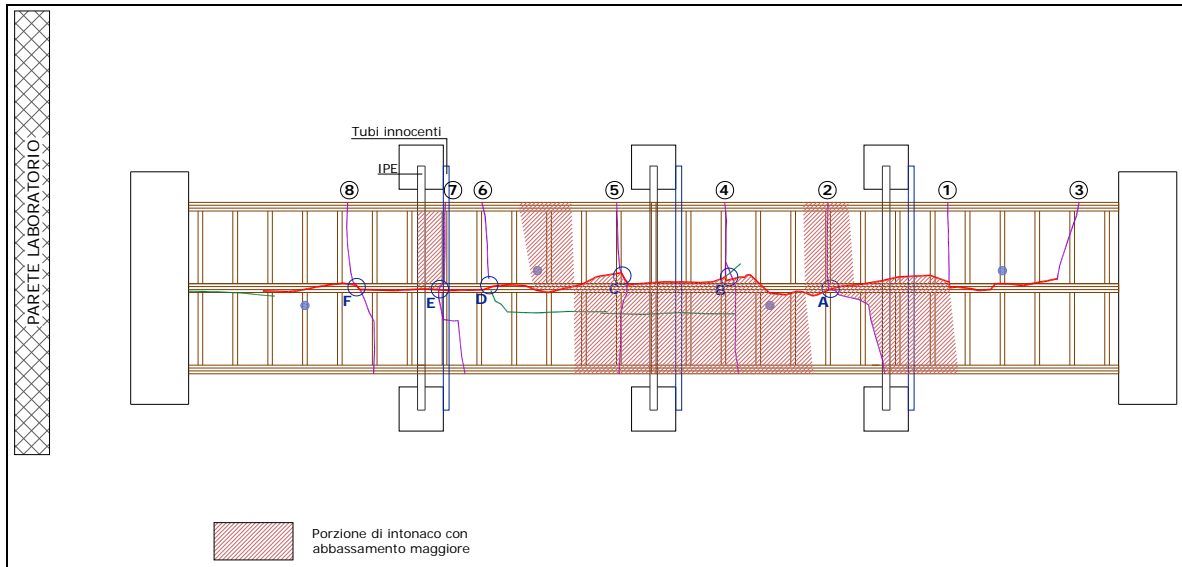 PARETE LABORATORIO
Tubi innocenti
IPE
8
7
6
5
4
2
1
3
F
E
D
C
B
A
Porzione di intonaco con
abbassamento maggiore